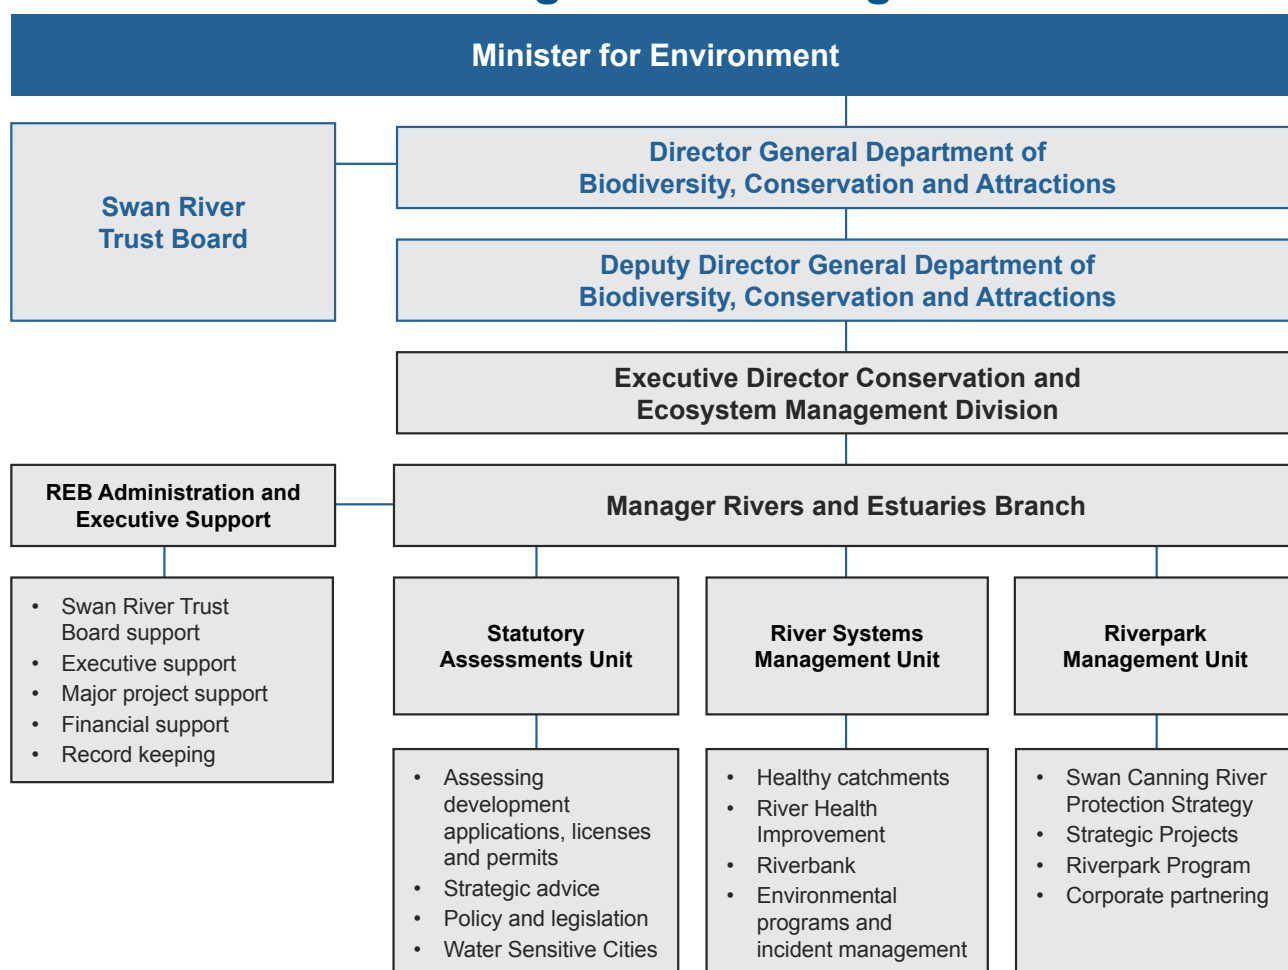 Minister for Environment
Swan River
Trust Board
Director General Department of
Biodiversity, Conservation and Attractions
Deputy Director General Department of
Biodiversity, Conservation and Attractions
Executive Director Conservation and
Ecosystem Management Division
REB Administration and
Executive Support
Manager Rivers and Estuaries Branch
• Swan River Trust
Board support
• Executive support
• Major project support
• Financial support
• Record keeping
Statutory
Assessments Unit
River Systems
Management Unit
Riverpark
Management Unit
• Assessing
development
applications, licenses
and permits
• Strategic advice
• Policy and legislation
• Water Sensitive Cities
• Healthy catchments
• River Health
Improvement
• Riverbank
• Environmental
programs and
incident management
• Swan Canning River
Protection Strategy
• Strategic Projects
• Riverpark Program
• Corporate partnering